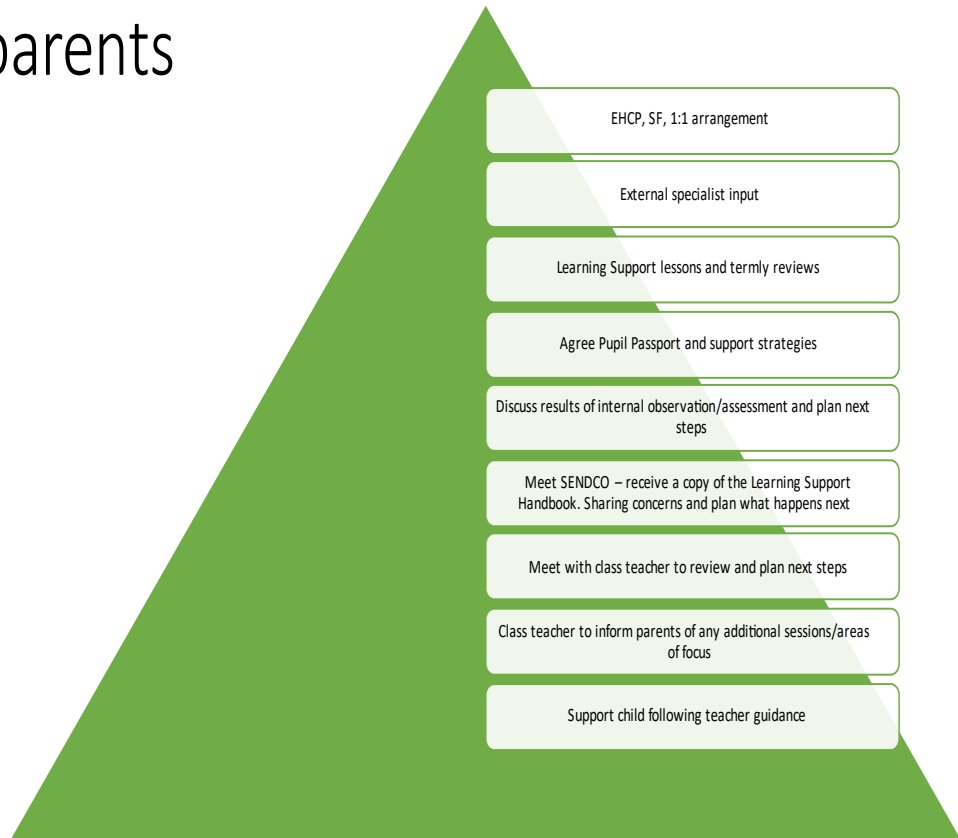 parents
EHCP, SF, 1:1 arrangement
External specialist input
Learning Support lessons and termly reviews
Agree Pupil Passport and support strategies
Discuss results of internal observation/assessment and plan next
steps
Meet SENDCO – receive a copy of the Learning Support
Handbook. Sharing concerns and plan what happens next
Meet with class teacher to review and plan next steps
Class teacher to inform parents of any additional sessions/areas
of focus
Support child following teacher guidance